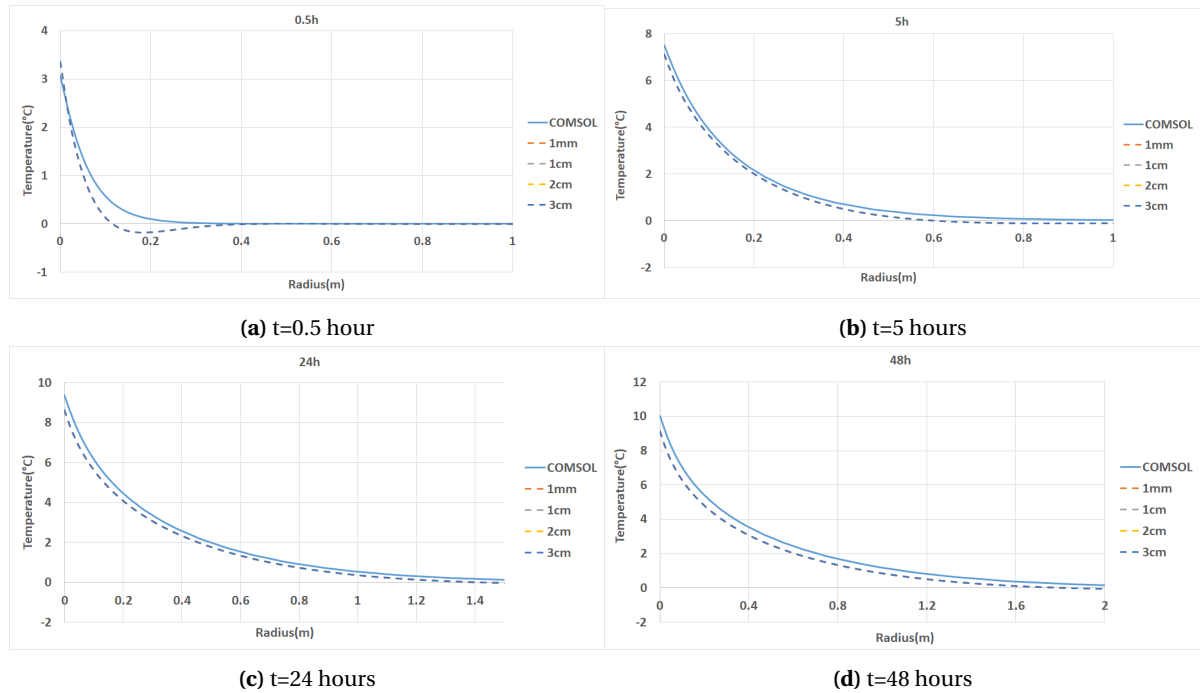 0.5h
4
3
2
1
0
-1
Temperature(°C)
0 0.2 0.4 0.6 0.8 1
Radius(m)
COMSOL
1mm
1cm
2cm
3cm
(a) t=0.5 hour
5h
8
6
4
2
0
-2
Temperature(°C)
0 0.2 0.4 0.6 0.8 1
Radius(m)
COMSOL
1mm
1cm
2cm
3cm
(b) t=5 hours
24h
10
8
6
4
2
0
-2
Temperature(°C)
0 0.2 0.4 0.6 0.8 1 1.2 1.4
Radius(m)
COMSOL
1mm
1cm
2cm
3cm
(c) t=24 hours
48h
12
10
8
6
4
2
0
-2
Temperature(°C)
0 0.4 0.8 1.2 1.6 2
Radius(m)
COMSOL
1mm
1cm
2cm
3cm
(d) t=48 hours